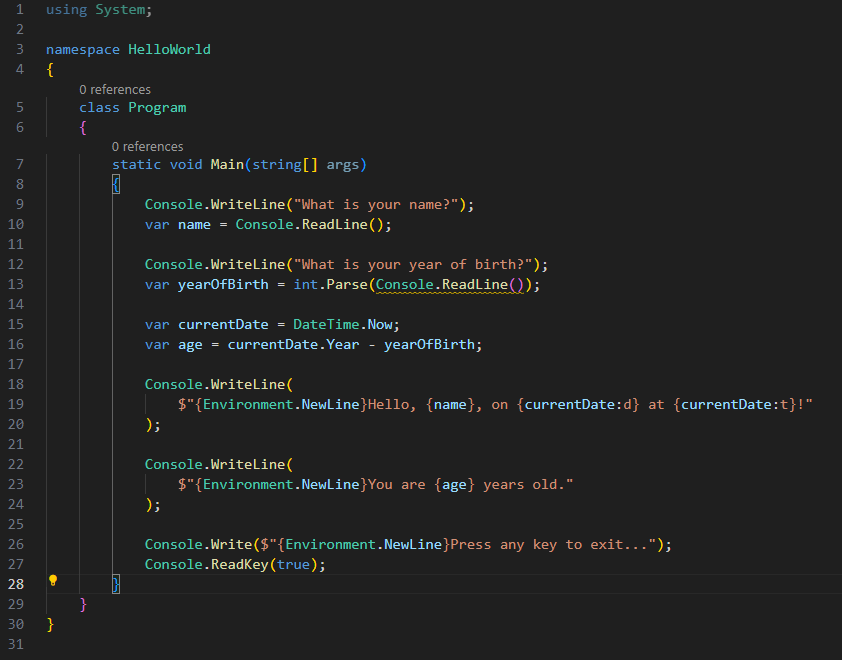 1 using System;
2
3 namespace HelloWorld
4 {
0 references
5 class Program
6 {
0 references
7 static void Main(string[] args)
8 {
9 Console.WriteLine("What is your name?");
10 var name = Console.ReadLine();
11
12 Console.WriteLine("What is your year of birth?");
13 var yearOfBirth = int.Parse(Console.ReadLine());
14
15 var currentDate = DateTime.Now;
16 var age = currentDate.Year - yearOfBirth;
17
18 Console.WriteLine(
19 $"{Environment.NewLine}Hello, {name}, on {currentDate:d} at {currentDate:t}!"
20 );
21
22 Console.WriteLine(
23 $"{Environment.NewLine}You are {age} years old."
24 );
25
26 Console.Write($"{Environment.NewLine}Press any key to exit...");
27 Console.ReadKey(true);
28 }
29 }
30 }
31